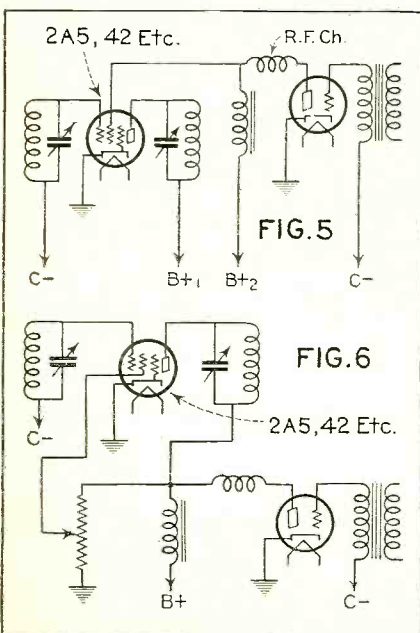 2A5, 42 Etc.
R.F. Ch.
FIG.5
C-
B+1
B+2
C-
FIG.6
2A5, 42 Etc.
C-
B+
C-